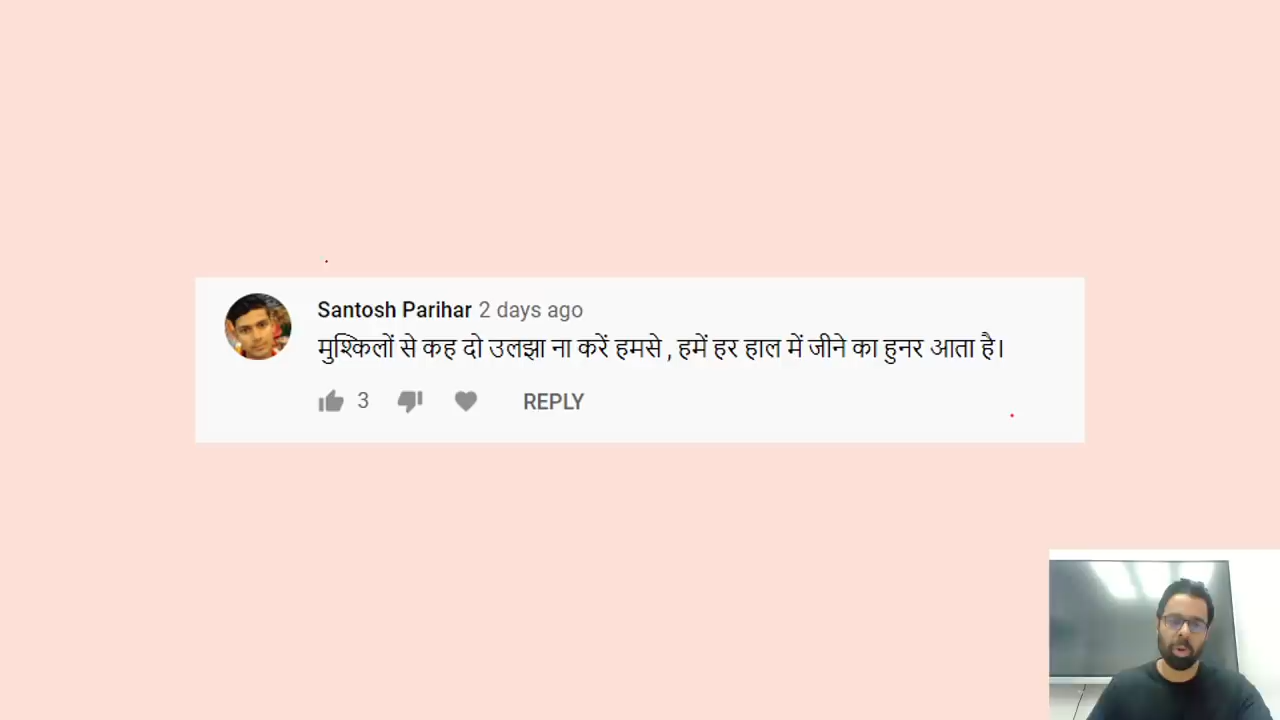 Santosh Parihar 2 days ago
मुश्किलों से कह दो उलझा ना करें हमसे , हमें हर हाल में जीने का हुनर आता है।
3 REPLY